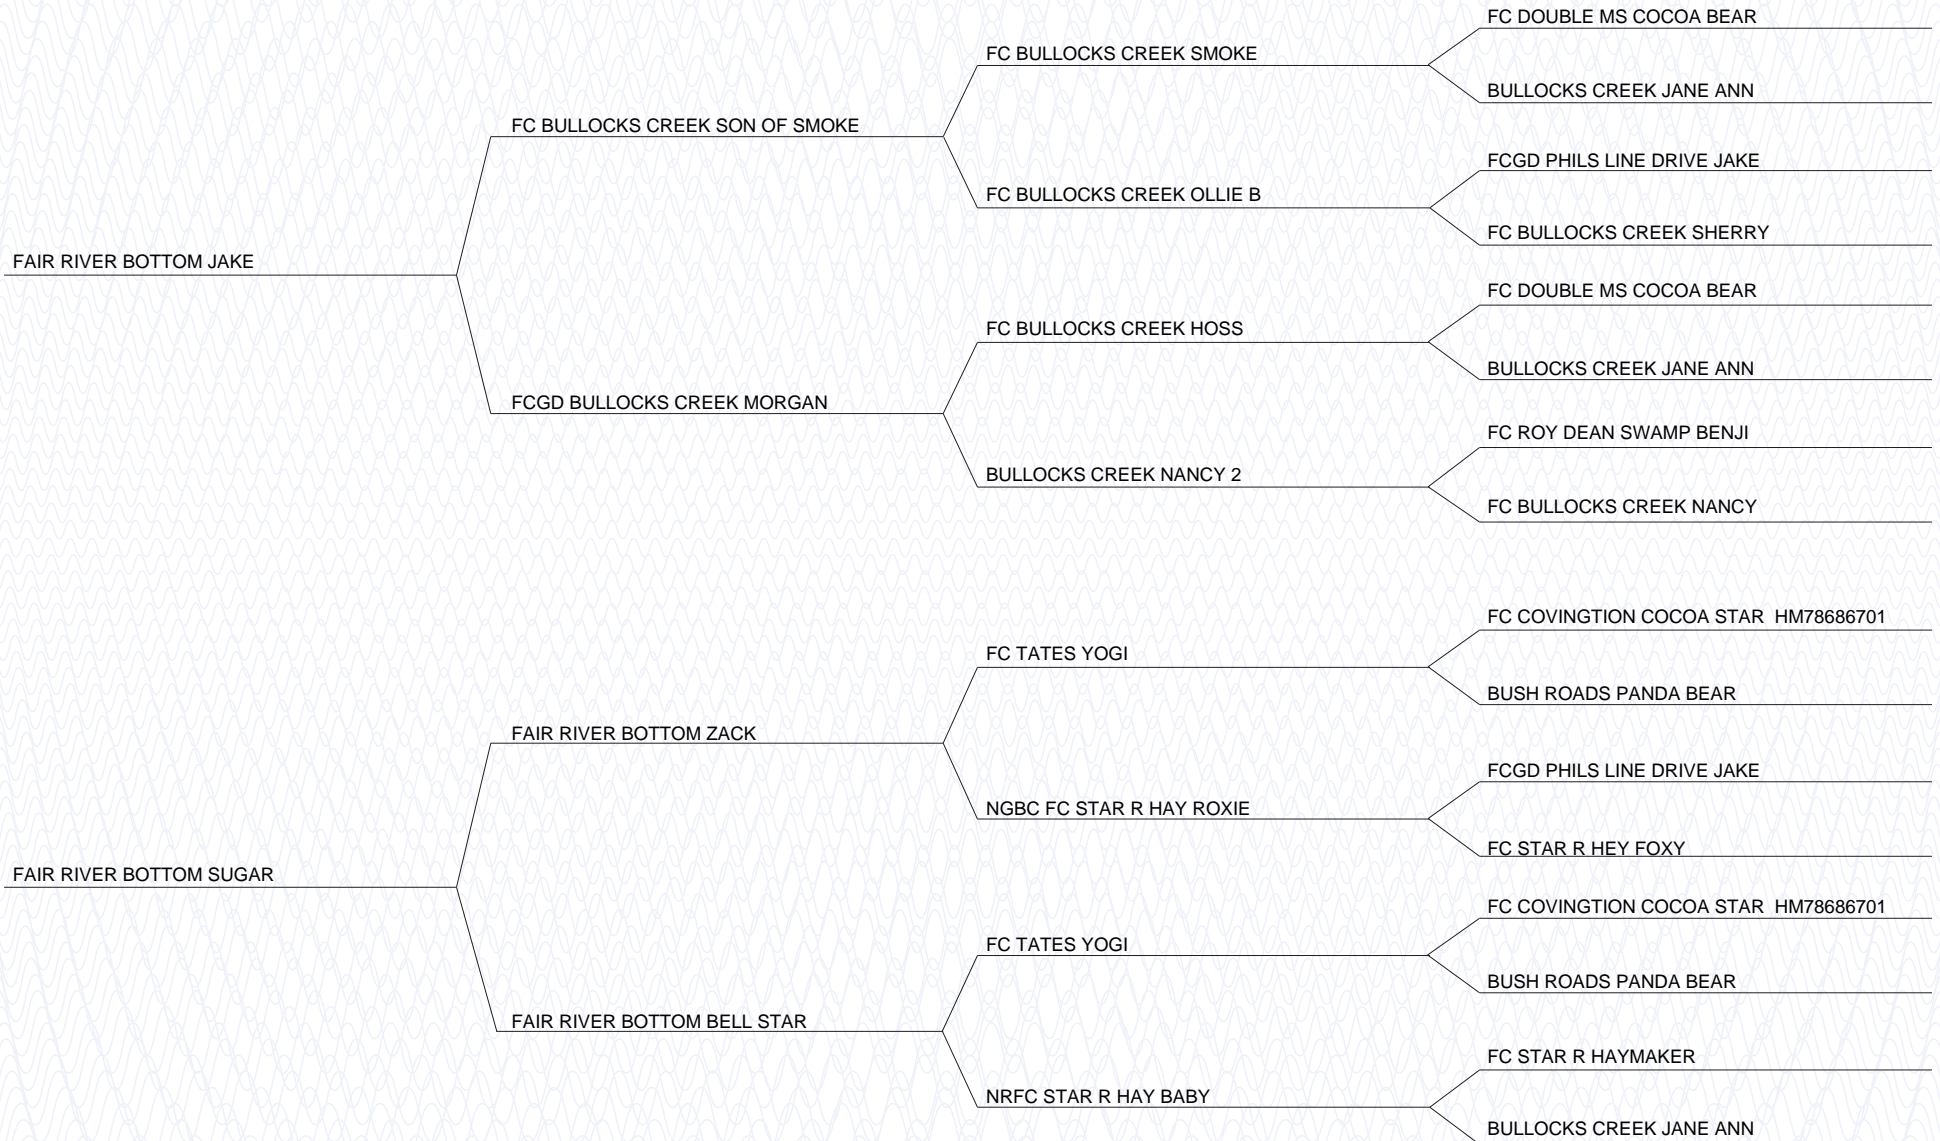 FC DOUBLE MS COCOA BEAR
FC BULLOCKS CREEK SMOKE
BULLOCKS CREEK JANE ANN
FC BULLOCKS CREEK SON OF SMOKE
FCGD PHILS LINE DRIVE JAKE
FC BULLOCKS CREEK OLLIE B
FC BULLOCKS CREEK SHERRY
FAIR RIVER BOTTOM JAKE
FC DOUBLE MS COCOA BEAR
FC BULLOCKS CREEK HOSS
BULLOCKS CREEK JANE ANN
FCGD BULLOCKS CREEK MORGAN
FC ROY DEAN SWAMP BENJI
BULLOCKS CREEK NANCY 2
FC BULLOCKS CREEK NANCY
FC COVINGTION COCOA STAR HM78686701
FC TATES YOGI
BUSH ROADS PANDA BEAR
FAIR RIVER BOTTOM ZACK
FCGD PHILS LINE DRIVE JAKE
NGBC FC STAR R HAY ROXIE
FC STAR R HEY FOXY
FAIR RIVER BOTTOM SUGAR
FC COVINGTION COCOA STAR HM78686701
FC TATES YOGI
BUSH ROADS PANDA BEAR
FAIR RIVER BOTTOM BELL STAR
FC STAR R HAYMAKER
NRFC STAR R HAY BABY
BULLOCKS CREEK JANE ANN